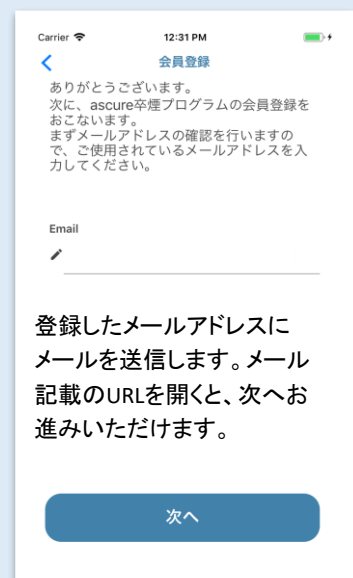 Carrier 12:31 PM
会員登録
ありがとうございます。
次に、ascure卒煙プログラムの会員登録を
おこないます。
まずメールアドレスの確認を行いますの
で、ご使用されているメールアドレスを入
力してください。
Email
登録したメールアドレスに
メールを送信します。メール
記載のURLを開くと、次へお
進みいただけます。
次へ